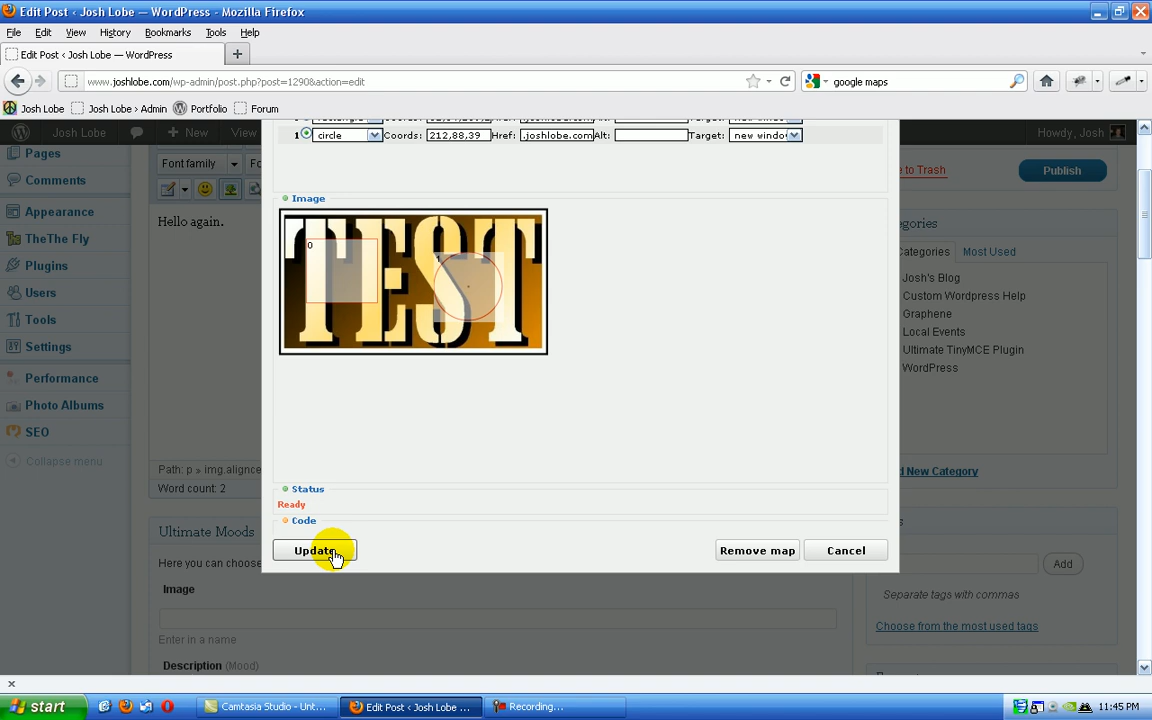 Edit Post ‹ Josh Lobe — WordPress - Mozilla Firefox
File Edit View History Bookmarks Tools Help
Edit Post ‹ Josh Lobe — WordPress
www.joshlobe.com/wp-admin/post.php?post=1290&action=edit
google maps
Josh Lobe Josh Lobe > Admin Portfolio Forum
Josh Lobe New View Howdy, Josh
1 circle Coords: 212,88,39 Href: .joshlobe.com Alt: Target: new windo
Pages
Comments
Appearance
TheThe Fly
Plugins
Users
Tools
Settings
Performance
Photo Albums
SEO
Collapse menu
Font family
Hello again.
Path: p » img.alignce
Word count: 2
Image
TEST
0
1
Status
Ready
Code
Update Remove map Cancel
e to Trash
Publish
egories
Categories Most Used
Josh's Blog
Custom Wordpress Help
Graphene
Local Events
Ultimate TinyMCE Plugin
WordPress
d New Category
s
Add
Separate tags with commas
Choose from the most used tags
Ultimate Moods
Here you can choose
Image
Enter in a name
Description (Mood)
x
start Camtasia Studio - Unt... Edit Post ‹ Josh Lobe ... Recording... 11:45 PM